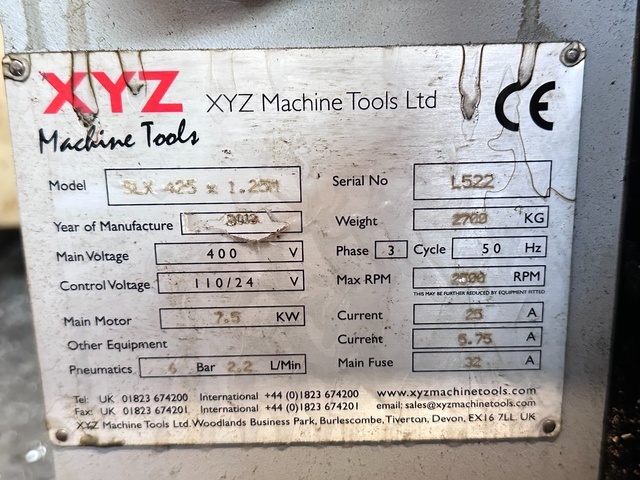 XYZ
Machine Tools
XYZ Machine Tools Ltd
CE
Model SLX 425 x 1.25M
Serial No L522
Year of Manufacture
Weight 2700 KG
Main Voltage 400 V
Phase 3 Cycle 50 Hz
Control Voltage 110/24 V
Max RPM 2500 RPM
THIS MAY BE FURTHER REDUCED BY EQUIPMENT FITTED
Main Motor 7.5 KW
Current 25 A
Other Equipment
Current 5.75 A
Pneumatics 6 Bar 2.2 L/Min
Main Fuse 32 A
Tel: UK 01823 674200 International +44 (0)1823 674200 www.xyzmachinetools.com
Fax: UK 01823 674201 International +44 (0)1823 674201 email: sales@xyzmachinetools.com
XYZ Machine Tools Ltd. Woodlands Business Park, Burlescombe, Tiverton, Devon, EX16 7LL. UK